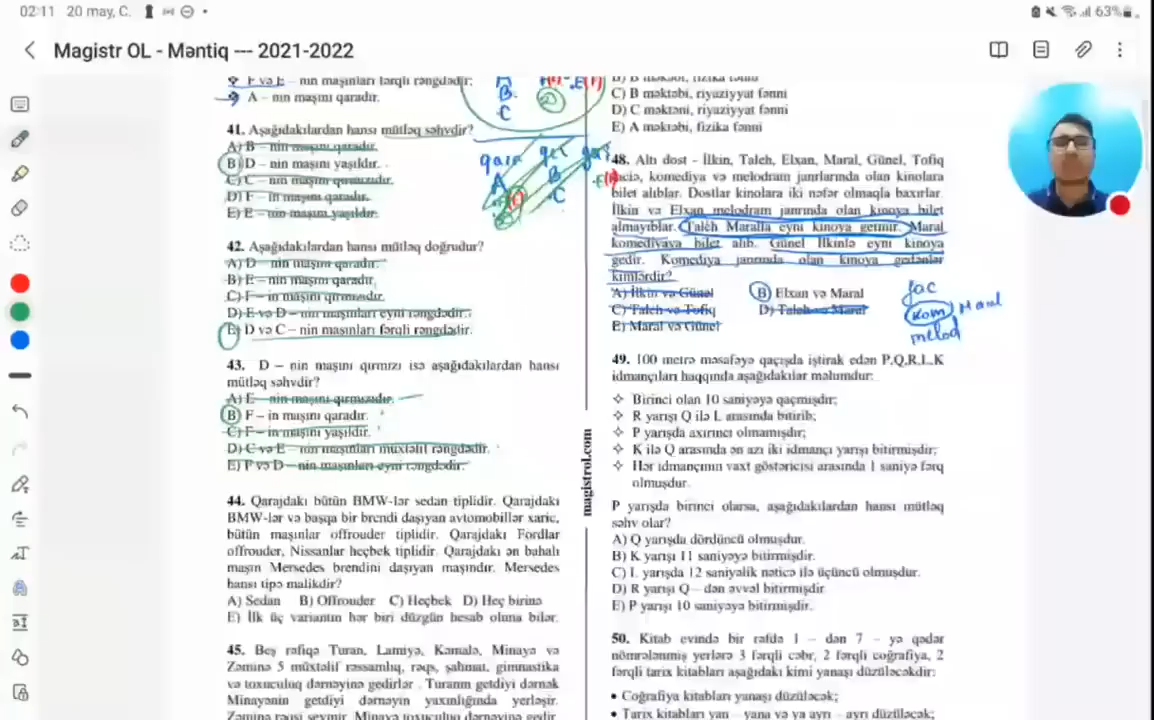 02:11 20 may, C.
63%
Magistr OL - Məntiq --- 2021-2022
F və E – nin maşınları fərqli rəngdədir;
A – nın maşını qaradır.
41. Aşağıdakılardan hansı mütləq səhvdir?
A) B – nin maşını qaradır.
B) D – nin maşını yaşıldır.
C) C – nin maşını qırmızıdır.
D) F – in maşını qaradır.
E) E – nin maşını yaşıldır.
42. Aşağıdakılardan hansı mütləq doğrudur?
A) D – nin maşını qaradır.
B) E – nin maşını qaradır.
C) F – in maşını qırmızıdır.
D) E və D – nin maşınları eyni rəngdədir.
E) D və C – nin maşınları fərqli rəngdədir.
43. D – nin maşını qırmızı isə aşağıdakılardan hansı
mütləq səhvdir?
A) E – nin maşını qırmızıdır.
B) F – in maşını qaradır.
C) F – in maşını yaşıldır.
D) C və E – nin maşınları müxtəlif rəngdədir.
E) F və D – nin maşınları eyni rəngdədir.
44. Qarajdakı bütün BMW-lər sedan tiplidir. Qarajdakı
BMW-lər və başqa bir brendi daşıyan avtomobillər xaric,
bütün maşınlar offrouder tiplidir. Qarajdakı Fordlar
offrouder, Nissanlar heçbek tiplidir. Qarajdakı ən bahalı
maşın Mersedes brendini daşıyan maşındır. Mersedes
hansı tipə malikdir?
A) Sedan B) Offrouder C) Heçbek D) Heç birinə
E) İlk üç variantın hər biri düzgün hesab oluna bilər.
45. Beş rəfiqə Turan, Lamiyə, Kəmalə, Minayə və
Zəminə 5 müxtəlif rəssamlıq, rəqs, şahmat, gimnastika
və toxuculuq dərnəyinə gedirlər. Turanın getdiyi dərnək
Minayənin getdiyi dərnəyin yaxınlığında yerləşir.
Zəminə rəqsi sevmir. Minayə toxuculuq dərnəyinə gedir.
A
B
C
E(1)
qara
A
B
C
magistrol.com
C) B məktəbi, riyaziyyat fənni
D) C məktəni, riyaziyyat fənni
E) A məktəbi, fizika fənni
48. Altı dost - İlkin, Taleh, Elxan, Maral, Günel, Tofiq
faciə, komediya və melodram janrlarında olan kinolara
bilet alıblar. Dostlar kinolara iki nəfər olmaqla baxırlar.
İlkin və Elxan melodram janrında olan kinoya bilet
almayıblar. Taleh Maralla eyni kinoya getmir. Maral
komediyaya bilet alıb. Günel İlkinlə eyni kinoya
gedir. Komediya janrında olan kinoya gedənlər
kimlərdir?
A) İlkin və Günel B) Elxan və Maral
C) Taleh və Tofiq D) Taleh və Maral
E) Maral və Günel
fac
kom Maral
melod
49. 100 metrə məsafəyə qaçışda iştirak edən P,Q,R,L,K
idmançıları haqqında aşağıdakılar məlumdur:
Birinci olan 10 saniyəyə qaçmışdır;
R yarışı Q ilə L arasında bitirib;
P yarışda axırıncı olmamışdır;
K ilə Q arasında ən azı iki idmançı yarışı bitirmişdir;
Hər idmançının vaxt göstəricisi arasında 1 saniyə fərq
olmuşdur.
P yarışda birinci olarsa, aşağıdakılardan hansı mütləq
səhv olar?
A) Q yarışda dördüncü olmuşdur.
B) K yarışı 11 saniyəyə bitirmişdir.
C) L yarışda 12 saniyəlik nəticə ilə üçüncü olmuşdur.
D) R yarışı Q – dən əvvəl bitirmişdir
E) P yarışı 10 saniyəyə bitirmişdir.
50. Kitab evində bir rəfdə 1 – dən 7 – yə qədər
nömrələnmiş yerlərə 3 fərqli cəbr, 2 fərqli coğrafiya, 2
fərqli tarix kitabları aşağıdakı kimi yanaşı düzüləcəkdir:
• Coğrafiya kitabları yanaşı düzüləcək;
• Tarix kitabları yan – yana və ya ayrı – ayrı düzüləcək;